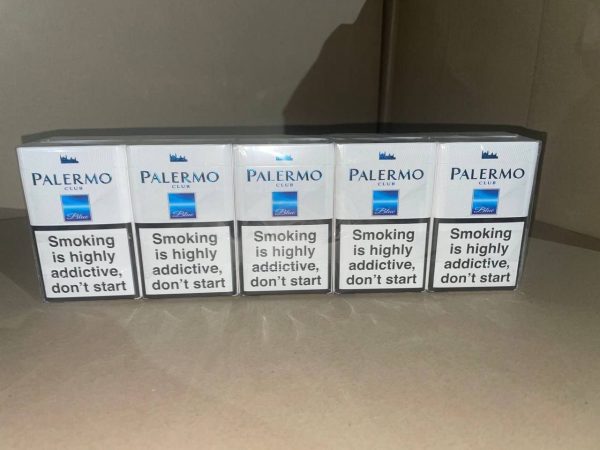 PALERMO
CLUB
Blue
Smoking
is highly
addictive,
don't start
PALERMO
CLUB
Blue
Smoking
is highly
addictive,
don't start
PALERMO
CLUB
Blue
Smoking
is highly
addictive,
don't start
PALERMO
CLUB
Blue
Smoking
is highly
addictive,
don't start
PALERMO
CLUB
Blue
Smoking
is highly
addictive,
don't start